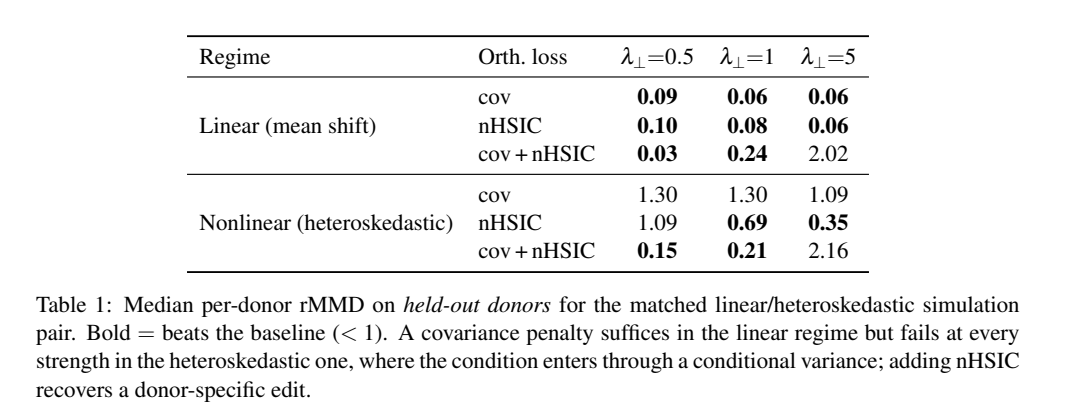 Regime Orth. loss λ⊥=0.5 λ⊥=1 λ⊥=5
cov 0.09 0.06 0.06
Linear (mean shift) nHSIC 0.10 0.08 0.06
cov + nHSIC 0.03 0.24 2.02
cov 1.30 1.30 1.09
Nonlinear (heteroskedastic) nHSIC 1.09 0.69 0.35
cov + nHSIC 0.15 0.21 2.16
Table 1: Median per-donor rMMD on held-out donors for the matched linear/heteroskedastic simulation
pair. Bold = beats the baseline (< 1). A covariance penalty suffices in the linear regime but fails at every
strength in the heteroskedastic one, where the condition enters through a conditional variance; adding nHSIC
recovers a donor-specific edit.